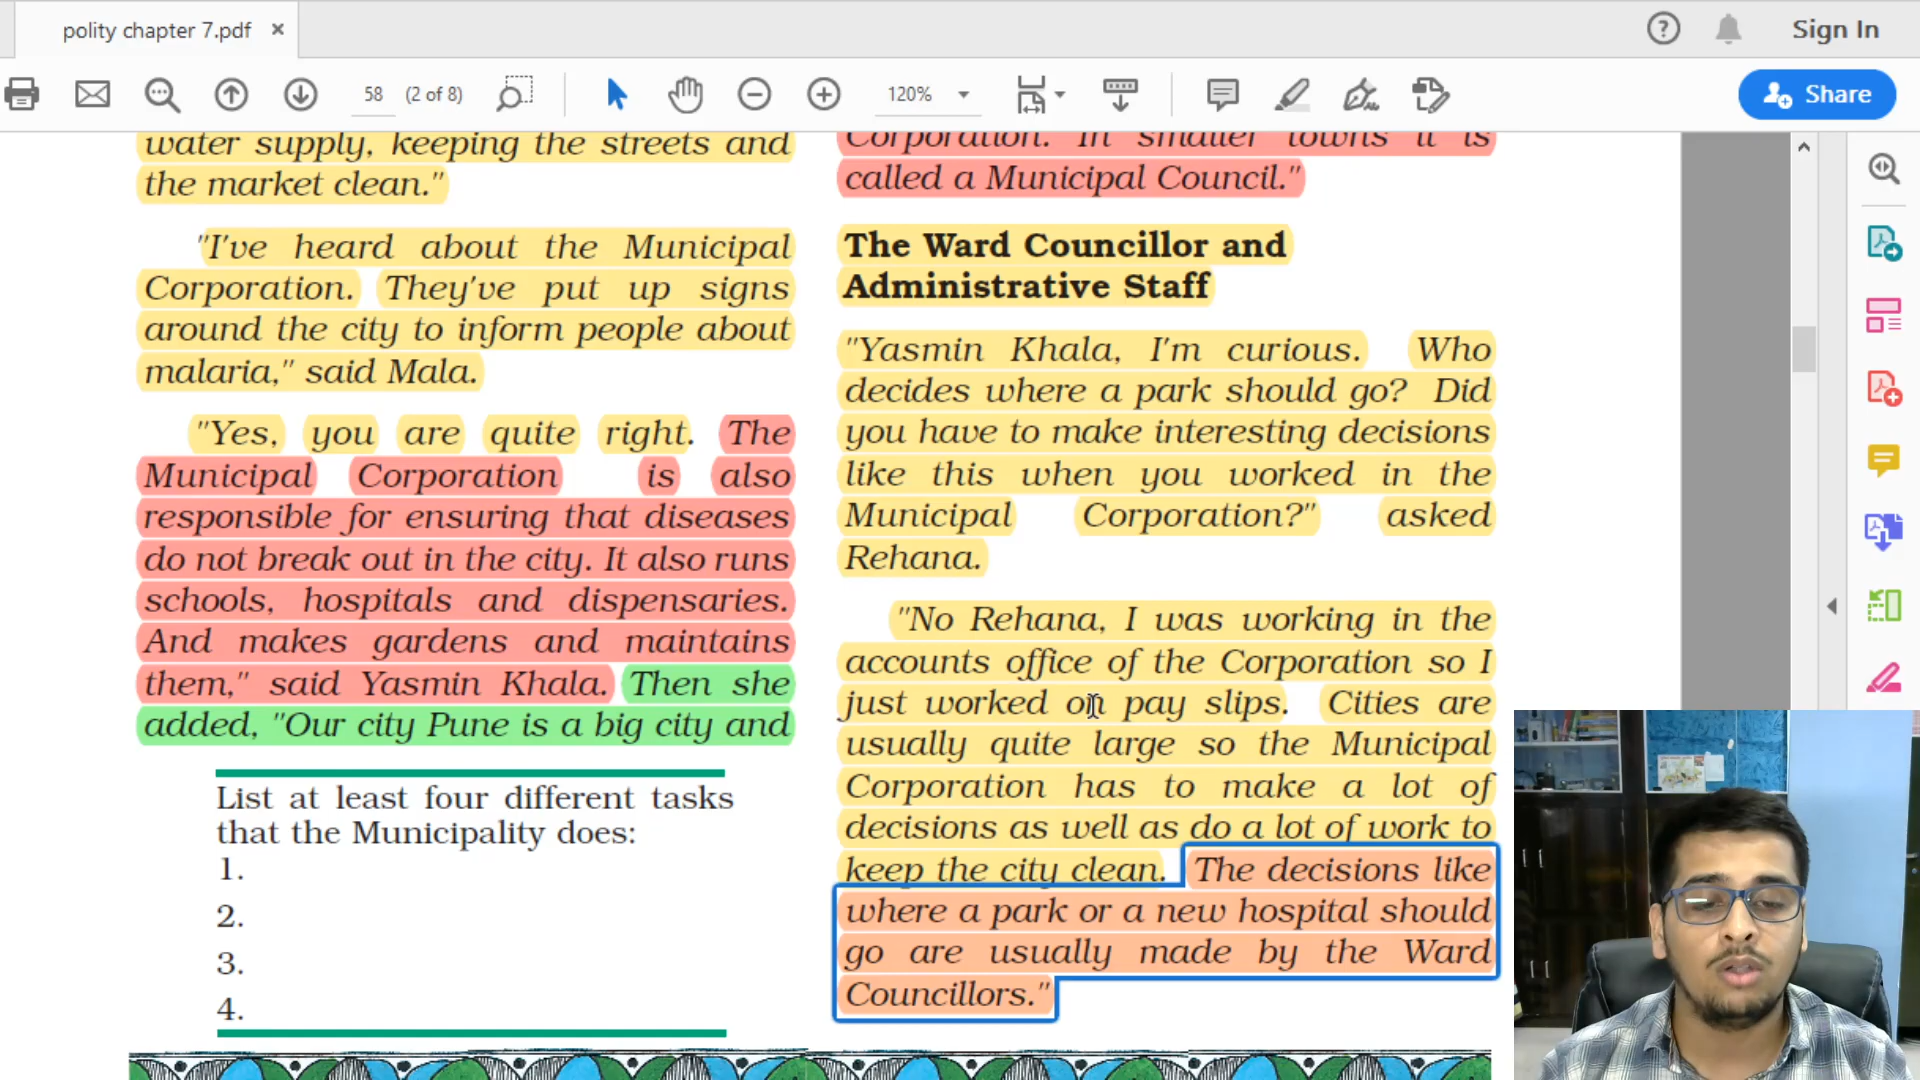 polity chapter 7.pdf
Sign In
58 (2 of 8)
120%
Share
water supply, keeping the streets and
the market clean."
"I've heard about the Municipal
Corporation. They've put up signs
around the city to inform people about
malaria," said Mala.
"Yes, you are quite right. The
Municipal Corporation is also
responsible for ensuring that diseases
do not break out in the city. It also runs
schools, hospitals and dispensaries.
And makes gardens and maintains
them," said Yasmin Khala. Then she
added, "Our city Pune is a big city and
List at least four different tasks
that the Municipality does:
1.
2.
3.
4.
Corporation. In smaller towns it is
called a Municipal Council."
The Ward Councillor and
Administrative Staff
"Yasmin Khala, I'm curious. Who
decides where a park should go? Did
you have to make interesting decisions
like this when you worked in the
Municipal Corporation?" asked
Rehana.
"No Rehana, I was working in the
accounts office of the Corporation so I
just worked on pay slips. Cities are
usually quite large so the Municipal
Corporation has to make a lot of
decisions as well as do a lot of work to
keep the city clean. The decisions like
where a park or a new hospital should
go are usually made by the Ward
Councillors."